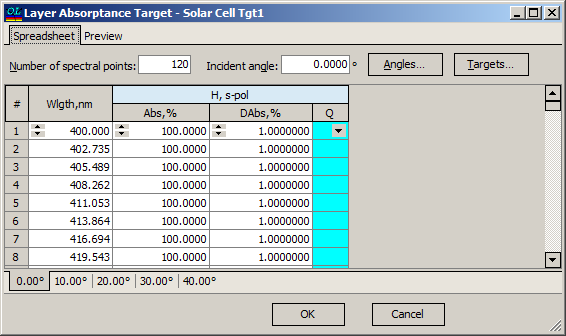 OL Layer Absorptance Target - Solar Cell Tgt1
Spreadsheet Preview
Number of spectral points: 120 Incident angle: 0.0000 ° Angles... Targets...
# Wlgth,nm H, s-pol
Abs,% DAbs,% Q
1 400.000 100.0000 1.0000000
2 402.735 100.0000 1.0000000
3 405.489 100.0000 1.0000000
4 408.262 100.0000 1.0000000
5 411.053 100.0000 1.0000000
6 413.864 100.0000 1.0000000
7 416.694 100.0000 1.0000000
8 419.543 100.0000 1.0000000
0.00° 10.00° 20.00° 30.00° 40.00°
OK Cancel